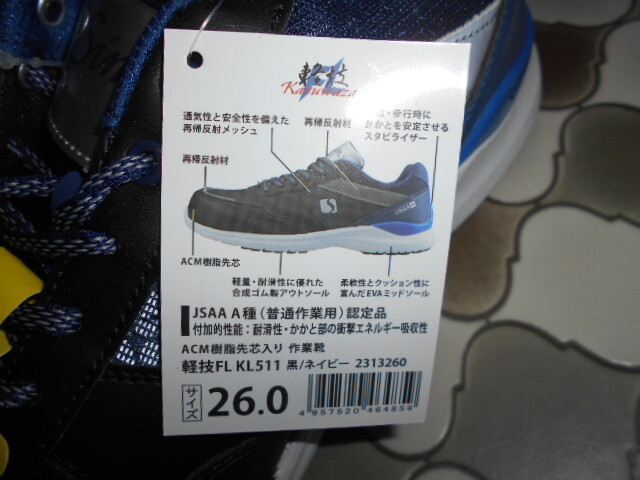 軽技
Karuwaza
通気性と安全性を備えた
再帰反射メッシュ
再帰反射材
・歩行時に
かかとを安定させる
スタビライザー
再帰反射材
S
JSAA
ACM樹脂先芯
軽量・耐滑性に優れた
合成ゴム製アウトソール
柔軟性とクッション性に
富んだEVAミッドソール
JSAA A種(普通作業用)認定品
付加的性能:耐滑性・かかと部の衝撃エネルギー吸収性
ACM樹脂先芯入り 作業靴
軽技FL KL511 黒/ネイビー 2313260
サイズ 26.0
4 957520 464859